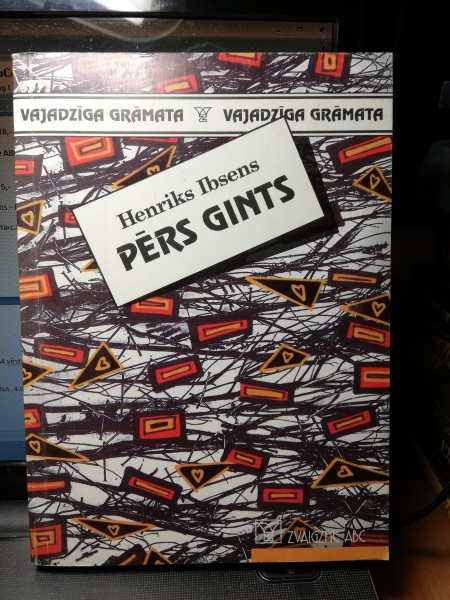 VAJADZĪGA GRĀMATA VAJADZĪGA GRĀMATA
Henriks Ibsens
PĒRS GINTS
ZVAIGZNE ABC